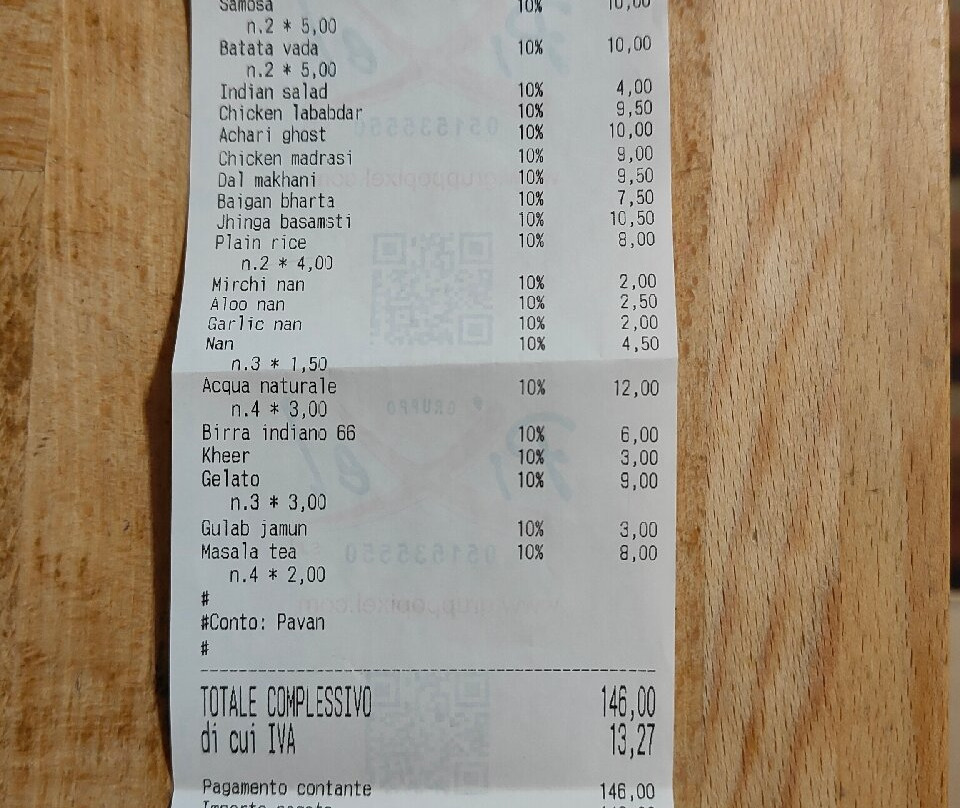 Samosa 10% 10,00
n.2 * 5,00
Batata vada 10% 10,00
n.2 * 5,00
Indian salad 10% 4,00
Chicken lababdar 10% 9,50
Achari ghost 10% 10,00
Chicken madrasi 10% 9,00
Dal makhani 10% 9,50
Baigan bharta 10% 7,50
Jhinga basamsti 10% 10,50
Plain rice 10% 8,00
n.2 * 4,00
Mirchi nan 10% 2,00
Aloo nan 10% 2,50
Garlic nan 10% 2,00
Nan 10% 4,50
n.3 * 1,50
Acqua naturale 10% 12,00
n.4 * 3,00
Birra indiano 66 10% 6,00
Kheer 10% 3,00
Gelato 10% 9,00
n.3 * 3,00
Gulab jamun 10% 3,00
Masala tea 10% 8,00
n.4 * 2,00
#
#Conto: Pavan
#
TOTALE COMPLESSIVO 146,00
di cui IVA 13,27
Pagamento contante 146,00